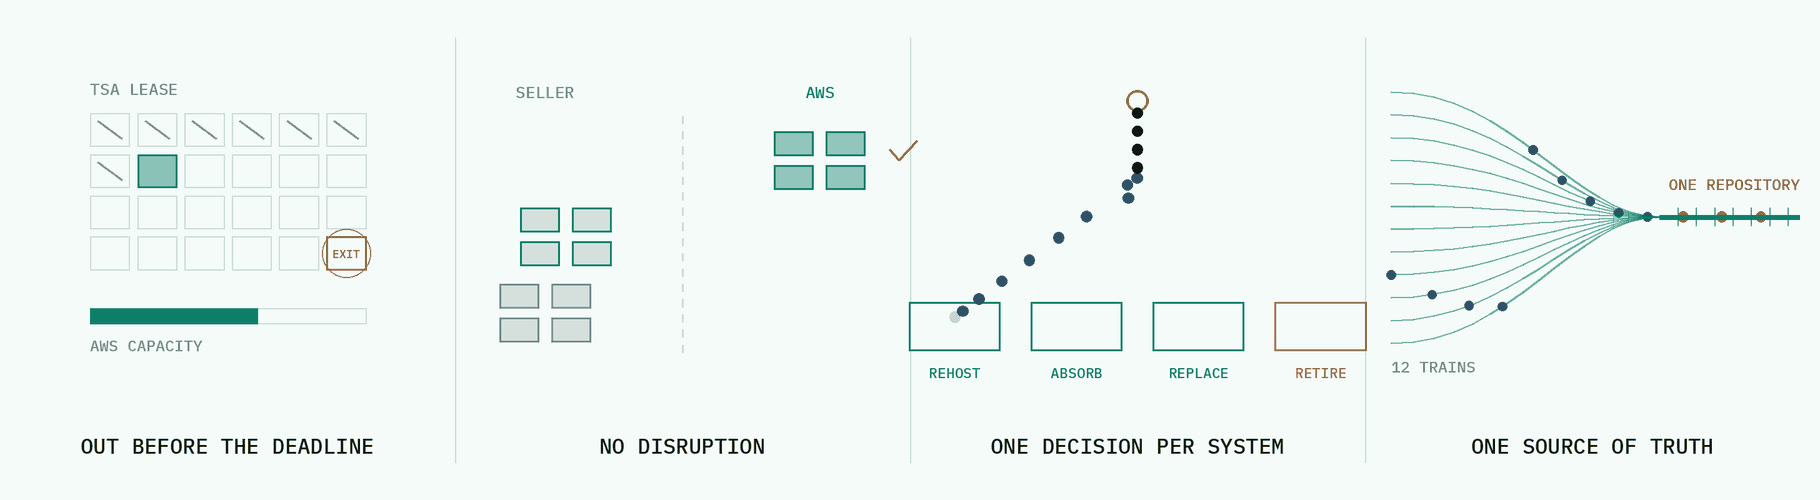 TSA LEASE
EXIT
AWS CAPACITY
OUT BEFORE THE DEADLINE
SELLER
AWS
NO DISRUPTION
REHOST
ABSORB
REPLACE
RETIRE
ONE DECISION PER SYSTEM
ONE REPOSITORY
12 TRAINS
ONE SOURCE OF TRUTH